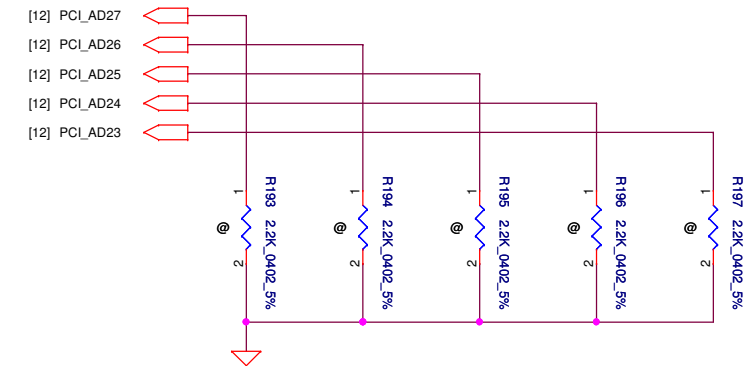 [12] PCI_AD27
[12] PCI_AD26
[12] PCI_AD25
[12] PCI_AD24
[12] PCI_AD23
1
R193
2.2K_0402_5%
@
2
1
R194
2.2K_0402_5%
@
2
1
R195
2.2K_0402_5%
@
2
1
R196
2.2K_0402_5%
@
2
1
R197
2.2K_0402_5%
@
2